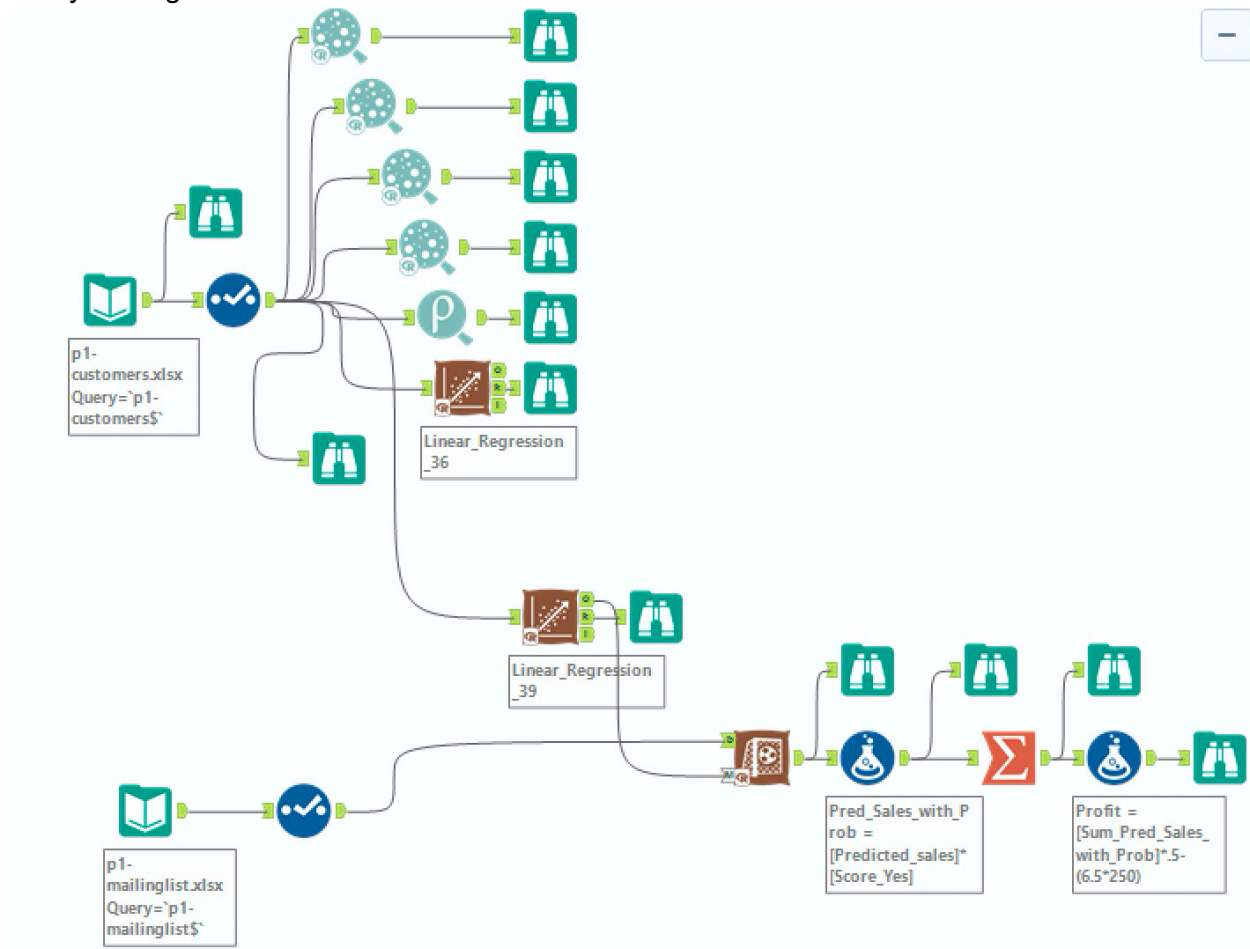 p1-
customers.xlsx
Query=`p1-
customers$`
Linear_Regression
_36
Linear_Regression
_39
p1-
mailinglist.xlsx
Query=`p1-
mailinglist$`
Pred_Sales_with_P
rob =
[Predicted_sales]*
[Score_Yes]
Profit =
[Sum_Pred_Sales_
with_Prob]*.5-
(6.5*250)